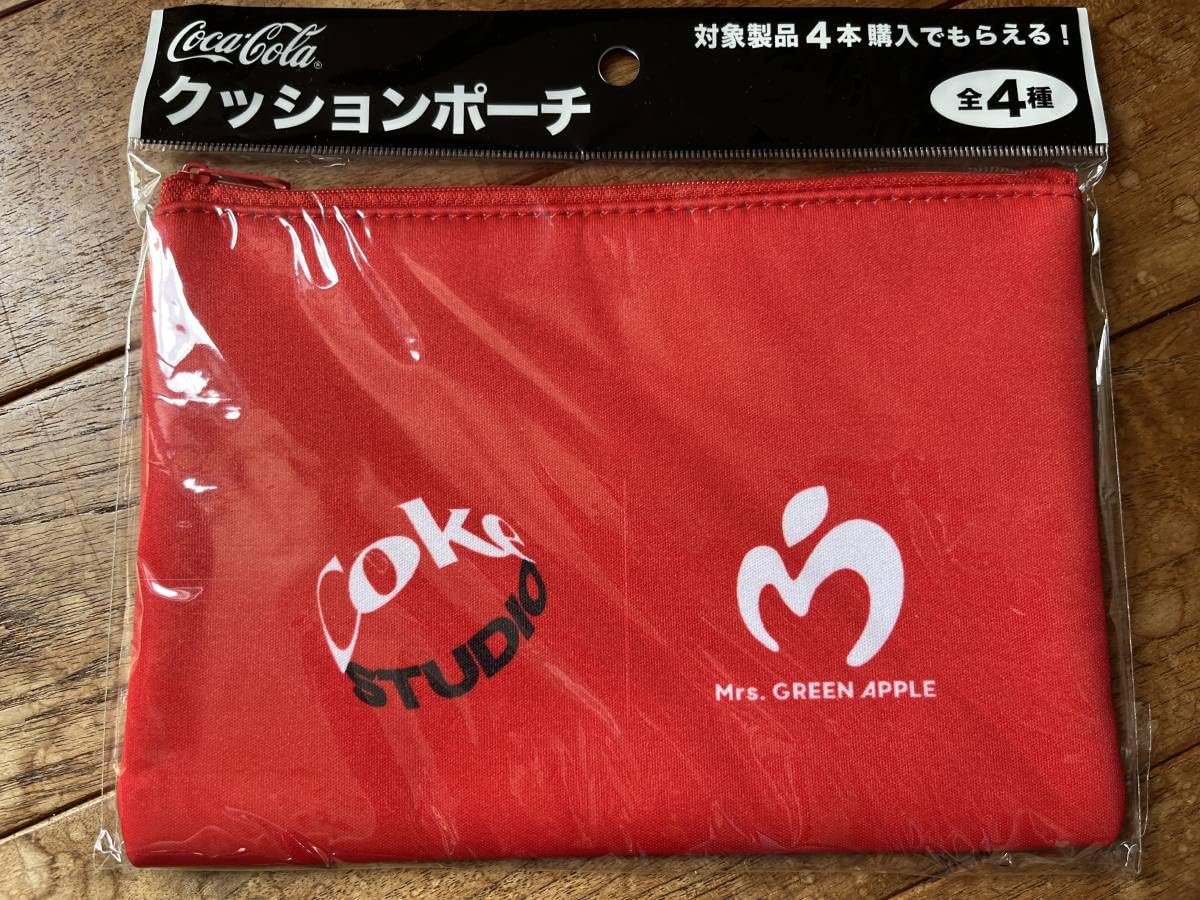 Coca-Cola®
対象製品4本購入でもらえる！
クッションポーチ
全4種
Coke
STUDIO
Mrs. GREEN APPLE